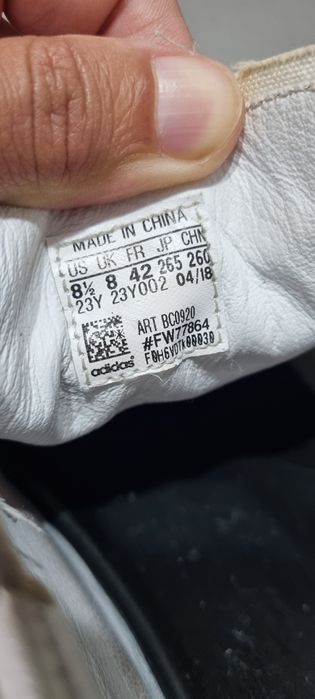 MADE IN CHINA
US UK FR JP CHN
8½ 8 42 265 260
23Y 23Y002 04/18
ART BC0920
#FW77864
adidas®